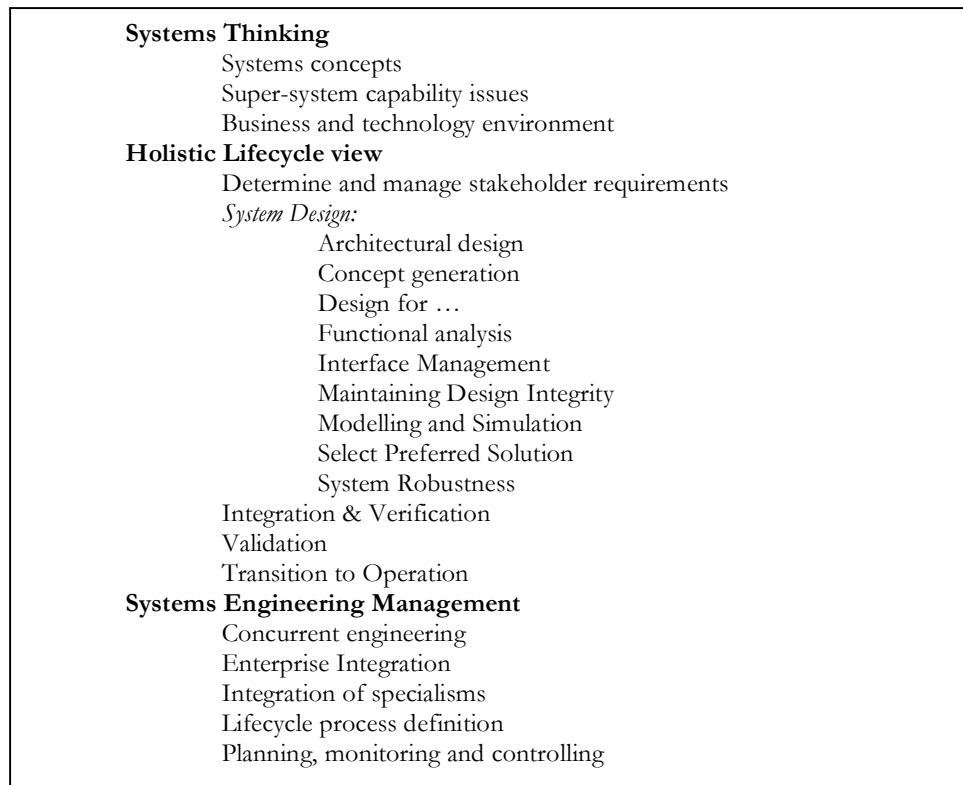 Systems Thinking
Systems concepts
Super-system capability issues
Business and technology environment
Holistic Lifecycle view
Determine and manage stakeholder requirements
System Design:
Architectural design
Concept generation
Design for …
Functional analysis
Interface Management
Maintaining Design Integrity
Modelling and Simulation
Select Preferred Solution
System Robustness
Integration & Verification
Validation
Transition to Operation
Systems Engineering Management
Concurrent engineering
Enterprise Integration
Integration of specialisms
Lifecycle process definition
Planning, monitoring and controlling